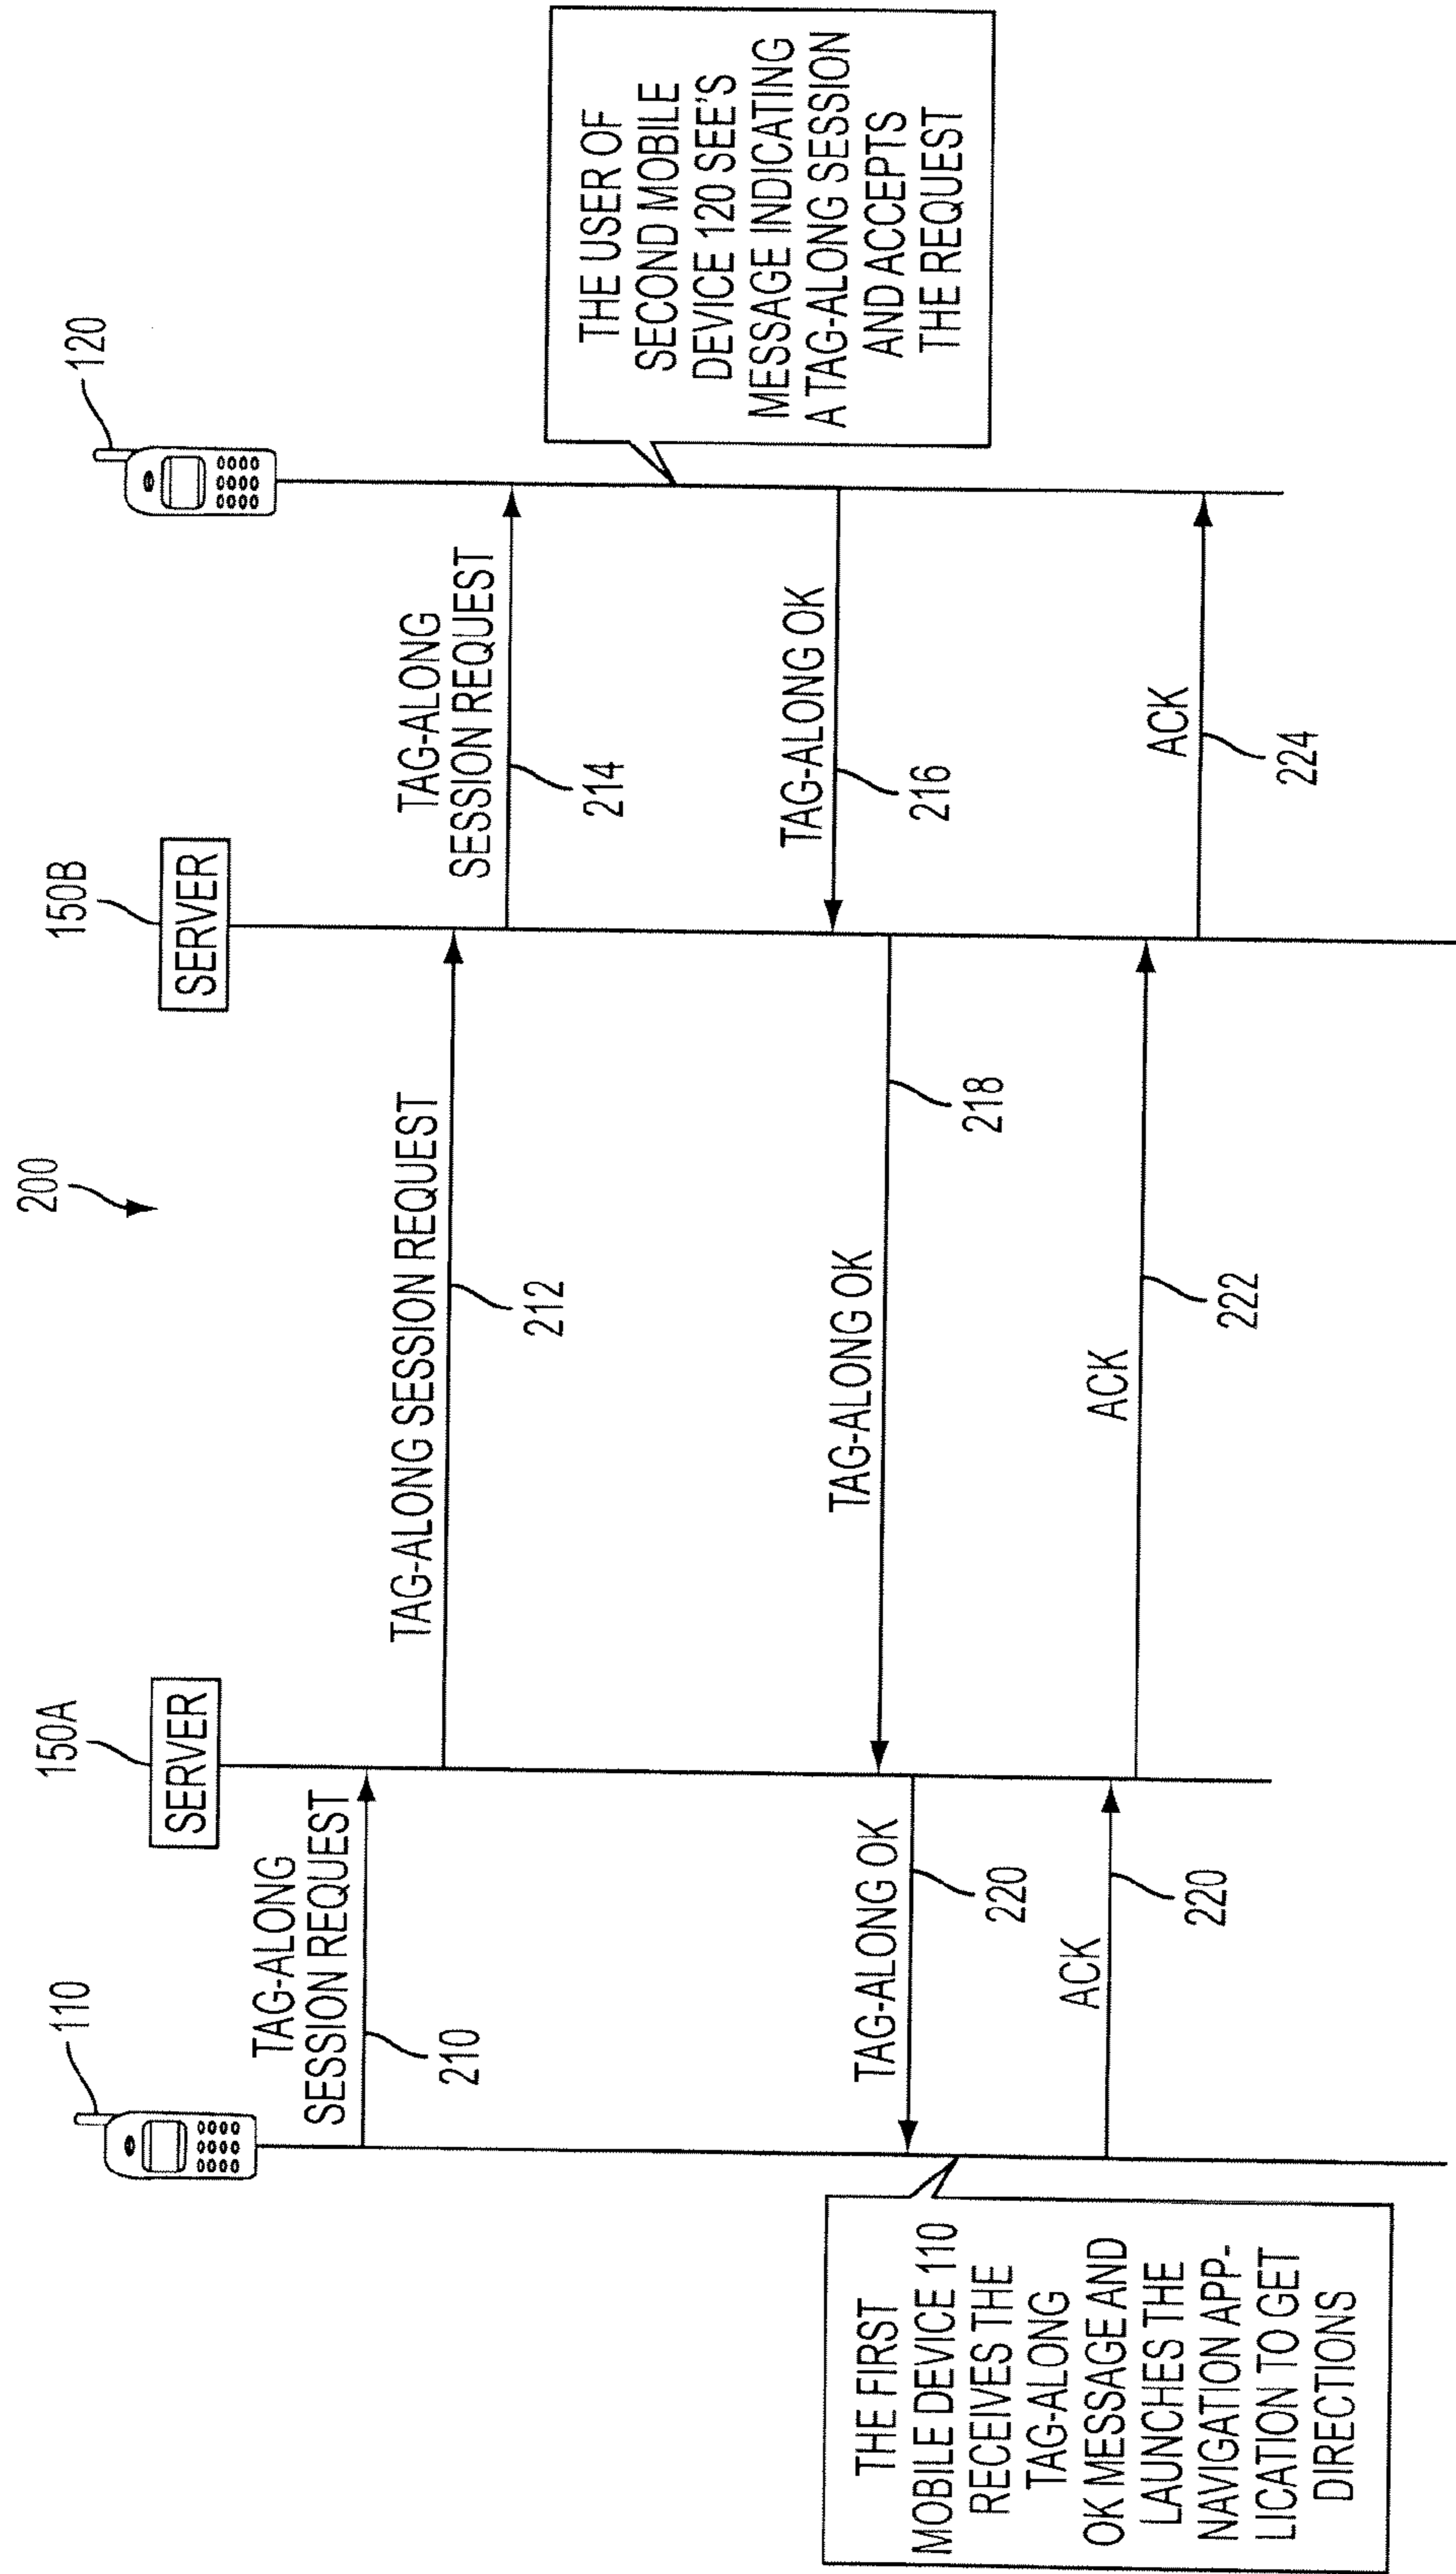 200
110
150A
150B
120
SERVER
SERVER
TAG-ALONG
SESSION REQUEST
210
TAG-ALONG SESSION REQUEST
212
TAG-ALONG
SESSION REQUEST
214
THE USER OF
SECOND MOBILE
DEVICE 120 SEE'S
MESSAGE INDICATING
A TAG-ALONG SESSION
AND ACCEPTS
THE REQUEST
TAG-ALONG OK
216
TAG-ALONG OK
218
TAG-ALONG OK
220
THE FIRST
MOBILE DEVICE 110
RECEIVES THE
TAG-ALONG
OK MESSAGE AND
LAUNCHES THE
NAVIGATION APP-
LICATION TO GET
DIRECTIONS
ACK
220
ACK
222
ACK
224